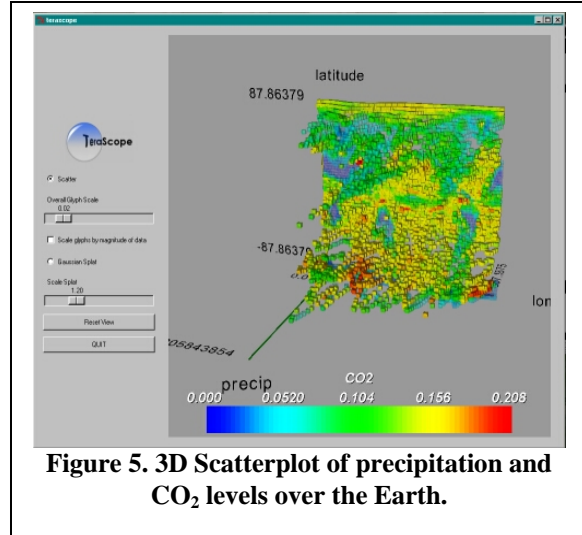 terascope
latitude
87.86379
TeraScope
Scatter
Overall Glyph Scale
0.02
Scale glyphs by magnitude of data
-87.86379
Gaussian Splat
0.0
Scale Splat
1.20
lon
Reset View
05843854
QUIT
precip
CO2
0.000 0.0520 0.104 0.156 0.208
Figure 5. 3D Scatterplot of precipitation and
CO₂ levels over the Earth.